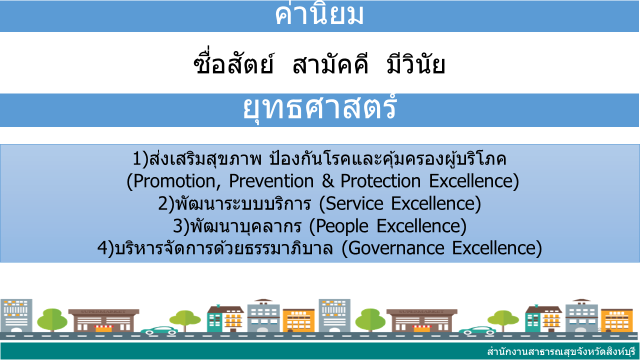 ค่านิยม
ซื่อสัตย์ สามัคคี มีวินัย
ยุทธศาสตร์
1)ส่งเสริมสุขภาพ ป้องกันโรคและคุ้มครองผู้บริโภค
(Promotion, Prevention & Protection Excellence)
2)พัฒนาระบบบริการ (Service Excellence)
3)พัฒนาบุคลากร (People Excellence)
4)บริหารจัดการด้วยธรรมาภิบาล (Governance Excellence)
สำนักงานสาธารณสุขจังหวัดสิงห์บุรี